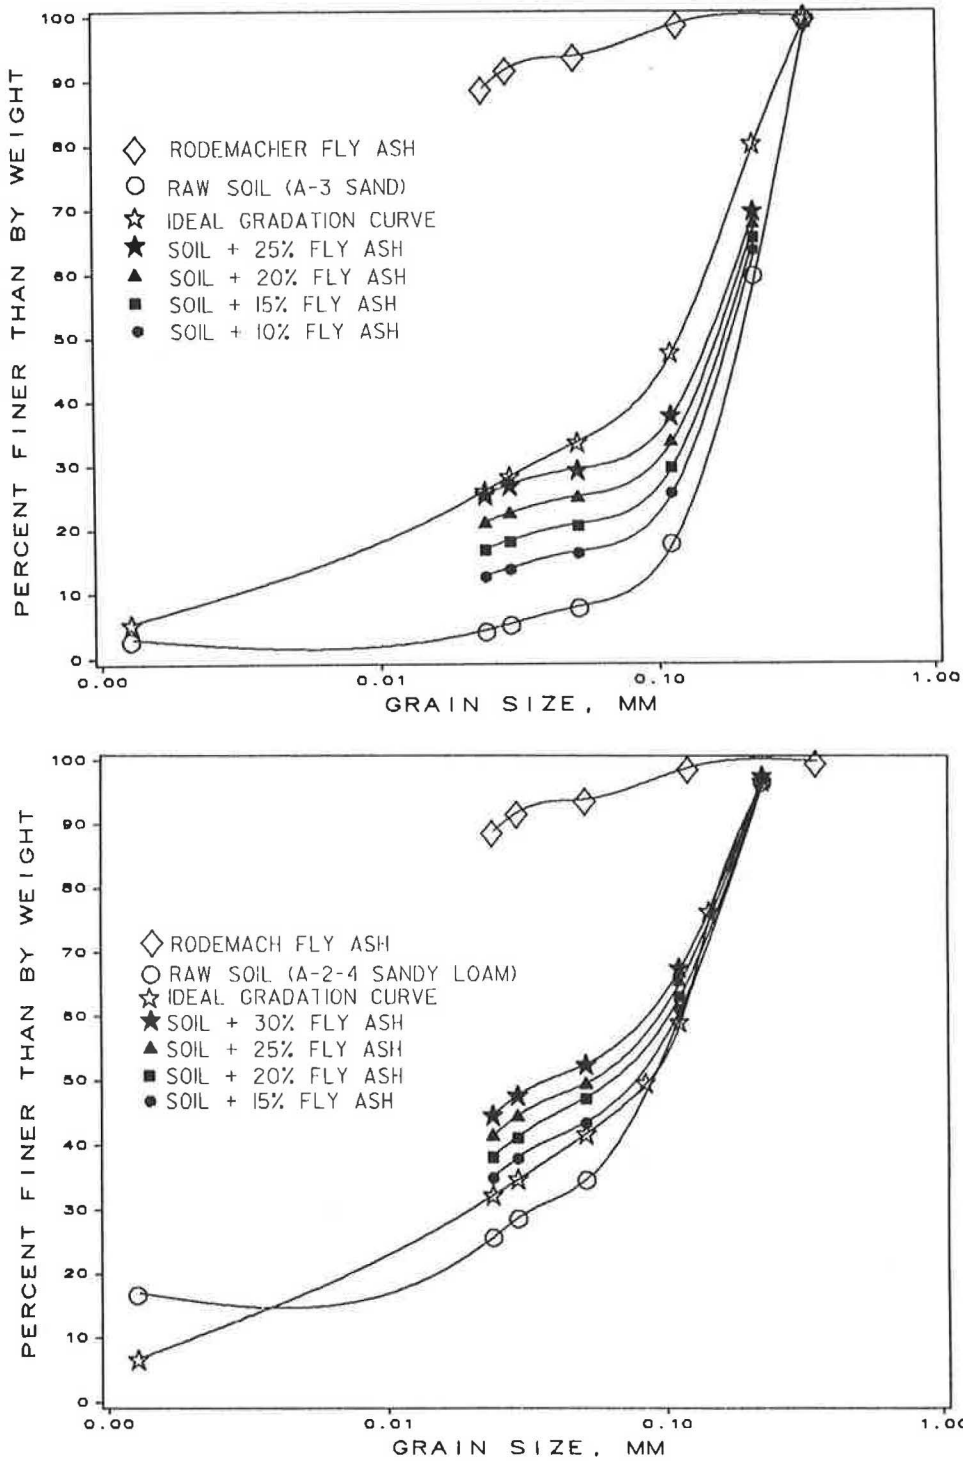 100
90
80
70
60
50
40
30
20
10
0
PERCENT FINER THAN BY WEIGHT
RODEMACHER FLY ASH
RAW SOIL (A-3 SAND)
IDEAL GRADATION CURVE
SOIL + 25% FLY ASH
SOIL + 20% FLY ASH
SOIL + 15% FLY ASH
SOIL + 10% FLY ASH
0.00 0.01 0.10 1.00
GRAIN SIZE, MM
100
90
80
70
60
50
40
30
20
10
0
PERCENT FINER THAN BY WEIGHT
RODEMACH FLY ASH
RAW SOIL (A-2-4 SANDY LOAM)
IDEAL GRADATION CURVE
SOIL + 30% FLY ASH
SOIL + 25% FLY ASH
SOIL + 20% FLY ASH
SOIL + 15% FLY ASH
0.00 0.01 0.10 1.00
GRAIN SIZE, MM